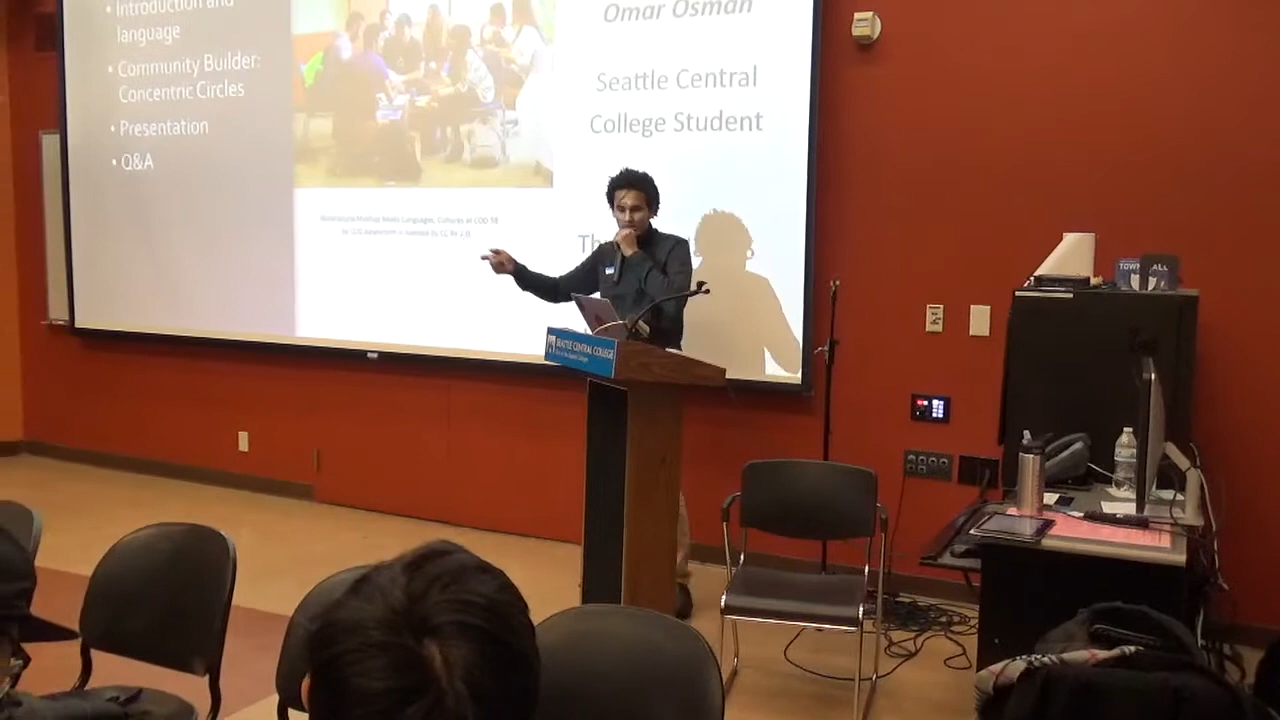 • Introduction and
language
• Community Builder:
Concentric Circles
• Presentation
• Q&A
Omar Osman
Seattle Central
College Student
Th
SEATTLE CENTRAL COLLEGE
TOWN HALL